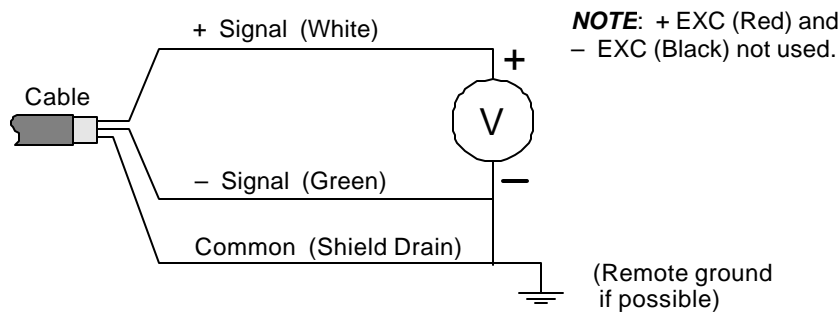 + Signal (White)
NOTE: + EXC (Red) and
– EXC (Black) not used.
+
Cable
V
– Signal (Green)
–
Common (Shield Drain)
(Remote ground
if possible)